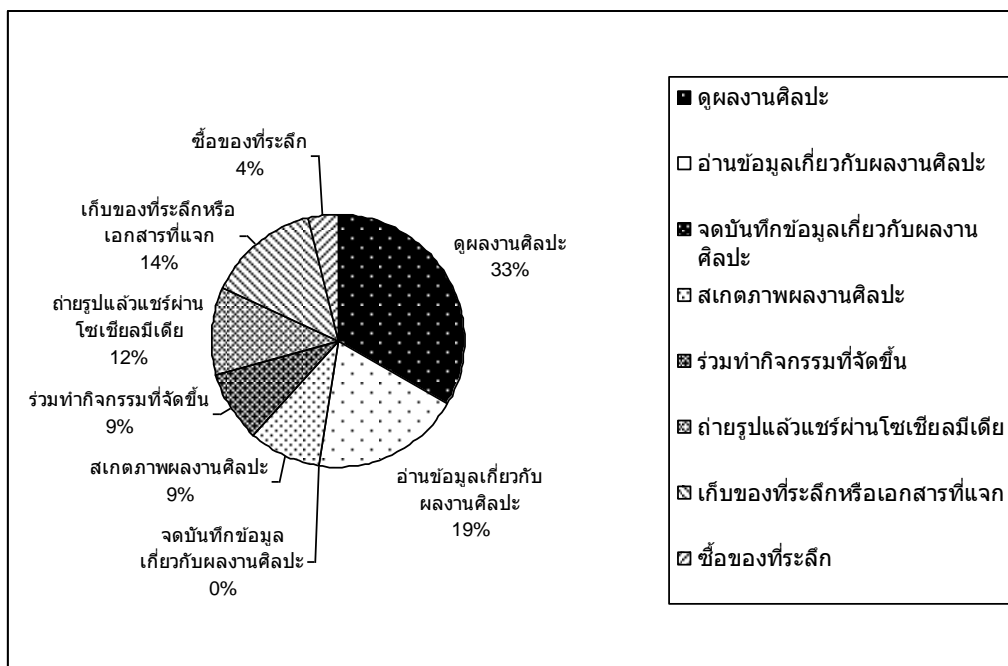 ซื้อของที่ระลึก
4%
เก็บของที่ระลึกหรือ
เอกสารที่แจก
14%
ถ่ายรูปแล้วแชร์ผ่าน
โซเชียลมีเดีย
12%
ร่วมทำกิจกรรมที่จัดขึ้น
9%
สเกตภาพผลงานศิลปะ
9%
จดบันทึกข้อมูล
เกี่ยวกับผลงานศิลปะ
0%
ดูผลงานศิลปะ
33%
อ่านข้อมูลเกี่ยวกับ
ผลงานศิลปะ
19%
ดูผลงานศิลปะ
อ่านข้อมูลเกี่ยวกับผลงานศิลปะ
จดบันทึกข้อมูลเกี่ยวกับผลงาน
ศิลปะ
สเกตภาพผลงานศิลปะ
ร่วมทำกิจกรรมที่จัดขึ้น
ถ่ายรูปแล้วแชร์ผ่านโซเชียลมีเดีย
เก็บของที่ระลึกหรือเอกสารที่แจก
ซื้อของที่ระลึก